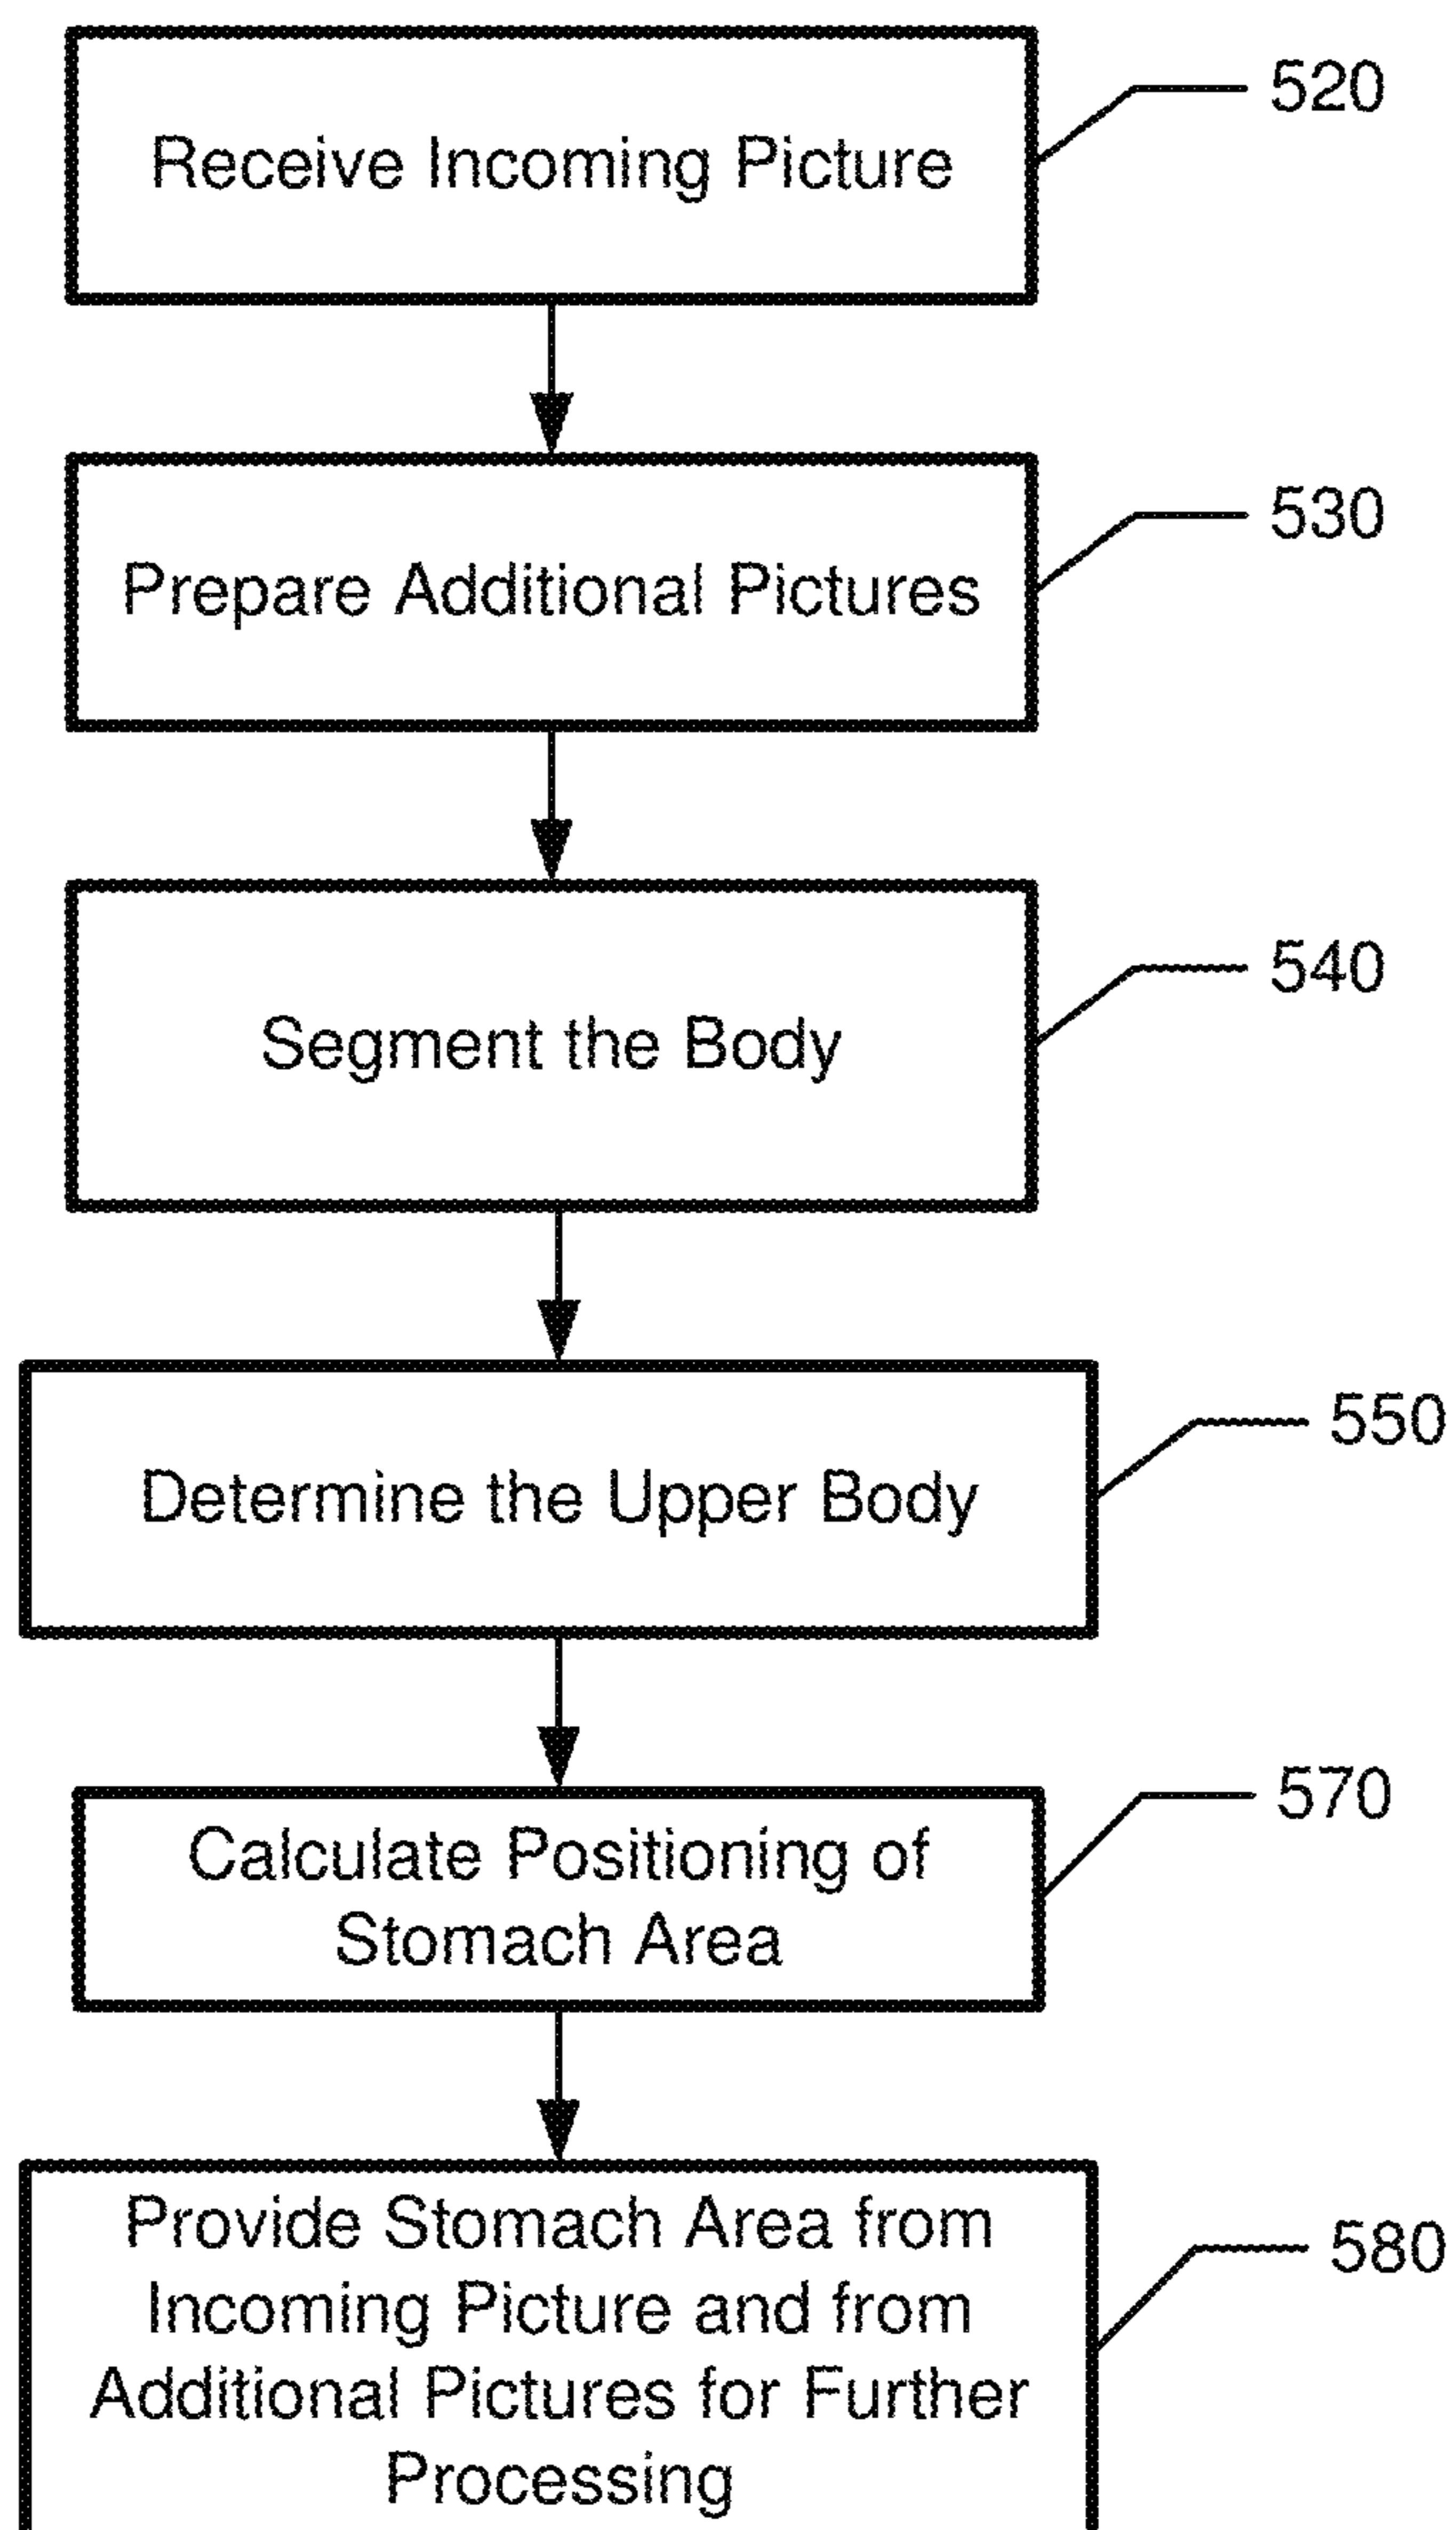 Receive Incoming Picture
520
Prepare Additional Pictures
530
Segment the Body
540
Determine the Upper Body
550
Calculate Positioning of
Stomach Area
570
Provide Stomach Area from
Incoming Picture and from
Additional Pictures for Further
Processing
580